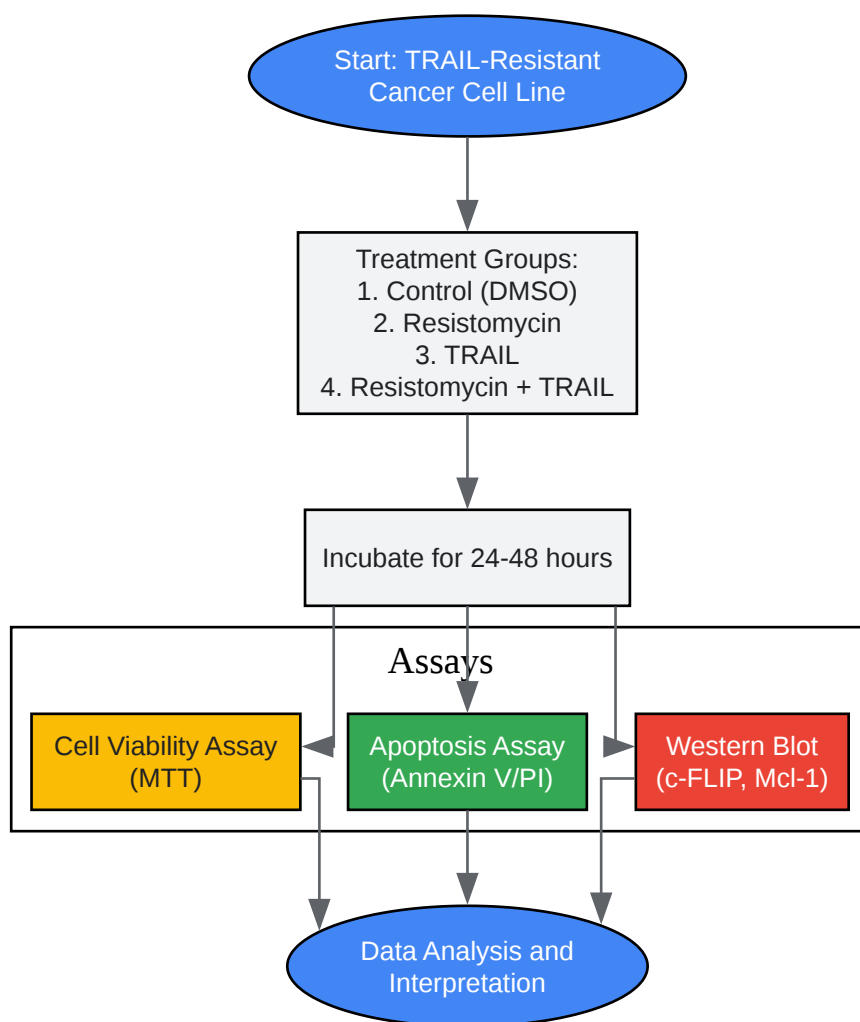 Start: TRAIL-Resistant
Cancer Cell Line
Treatment Groups:
1. Control (DMSO)
2. Resistomycin
3. TRAIL
4. Resistomycin + TRAIL
Incubate for 24-48 hours
Assays
Cell Viability Assay
(MTT)
Apoptosis Assay
(Annexin V/PI)
Western Blot
(c-FLIP, Mcl-1)
Data Analysis and
Interpretation